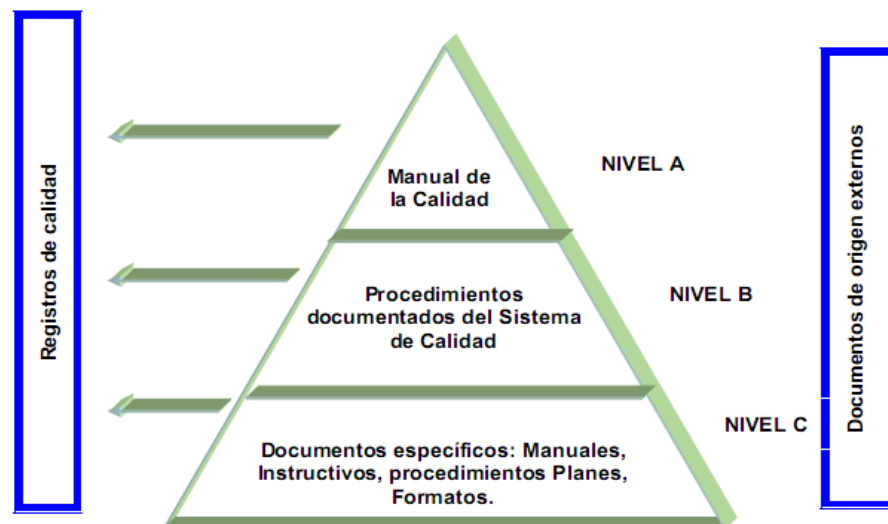 Registros de calidad
Manual de
la Calidad
NIVEL A
Procedimientos
documentados del Sistema
de Calidad
NIVEL B
Documentos específicos: Manuales,
Instructivos, procedimientos Planes,
Formatos.
NIVEL C
Documentos de origen externos